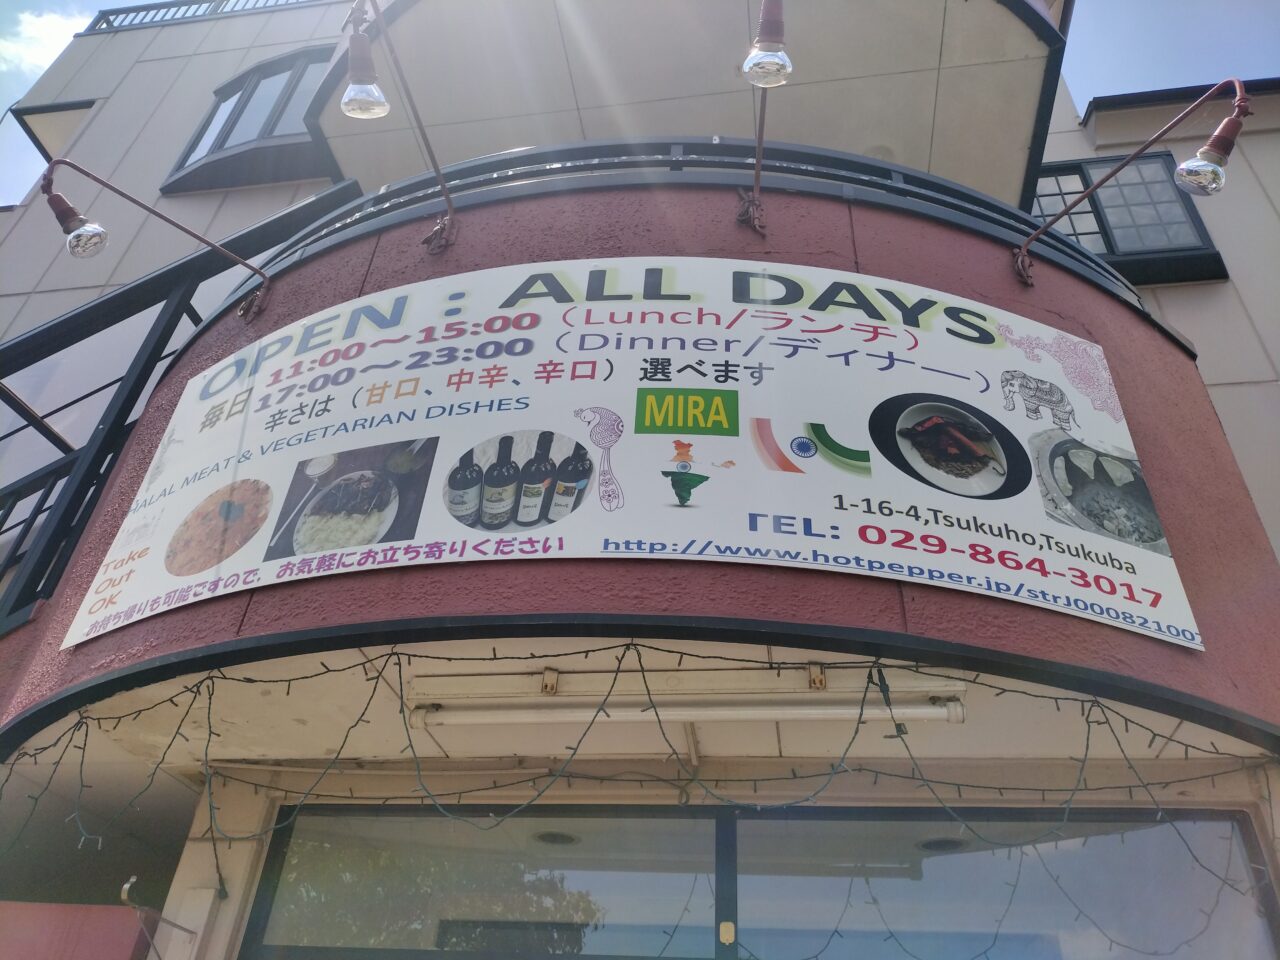 OPEN : ALL DAYS
毎日 11:00～15:00 (Lunch/ランチ)
17:00～23:00 (Dinner/ディナー)
辛さは（甘口、中辛、辛口）選べます
HALAL MEAT & VEGETARIAN DISHES
MIRA
1-16-4,Tsukuho,Tsukuba
TEL: 029-864-3017
http://www.hotpepper.jp/strJ000821007
Take
Out
OK
お持ち帰りも可能ごすので，お気軽にお立ち寄りください